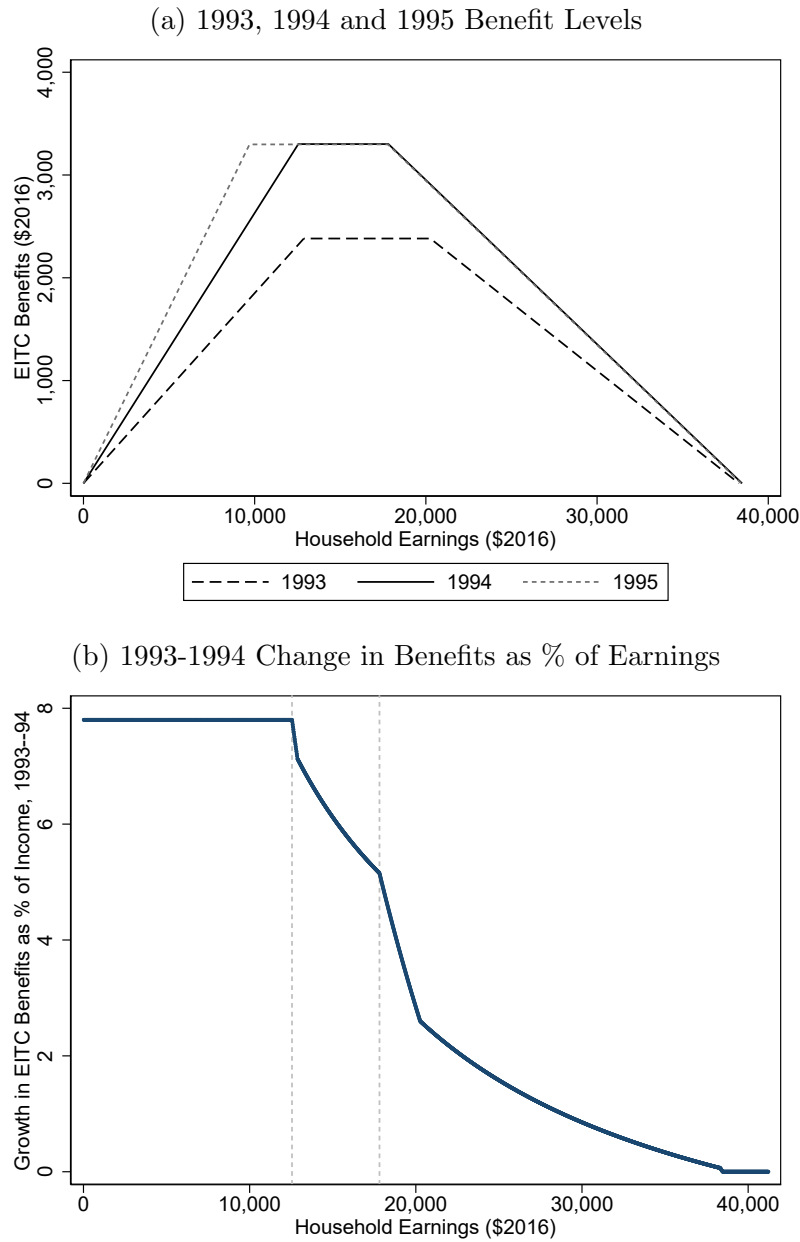 (a) 1993, 1994 and 1995 Benefit Levels
EITC Benefits ($2016)
4,000
3,000
2,000
1,000
0
0 10,000 20,000 30,000 40,000
Household Earnings ($2016)
1993 1994 1995
(b) 1993-1994 Change in Benefits as % of Earnings
Growth in EITC Benefits as % of Income, 1993--94
8
6
4
2
0
0 10,000 20,000 30,000 40,000
Household Earnings ($2016)